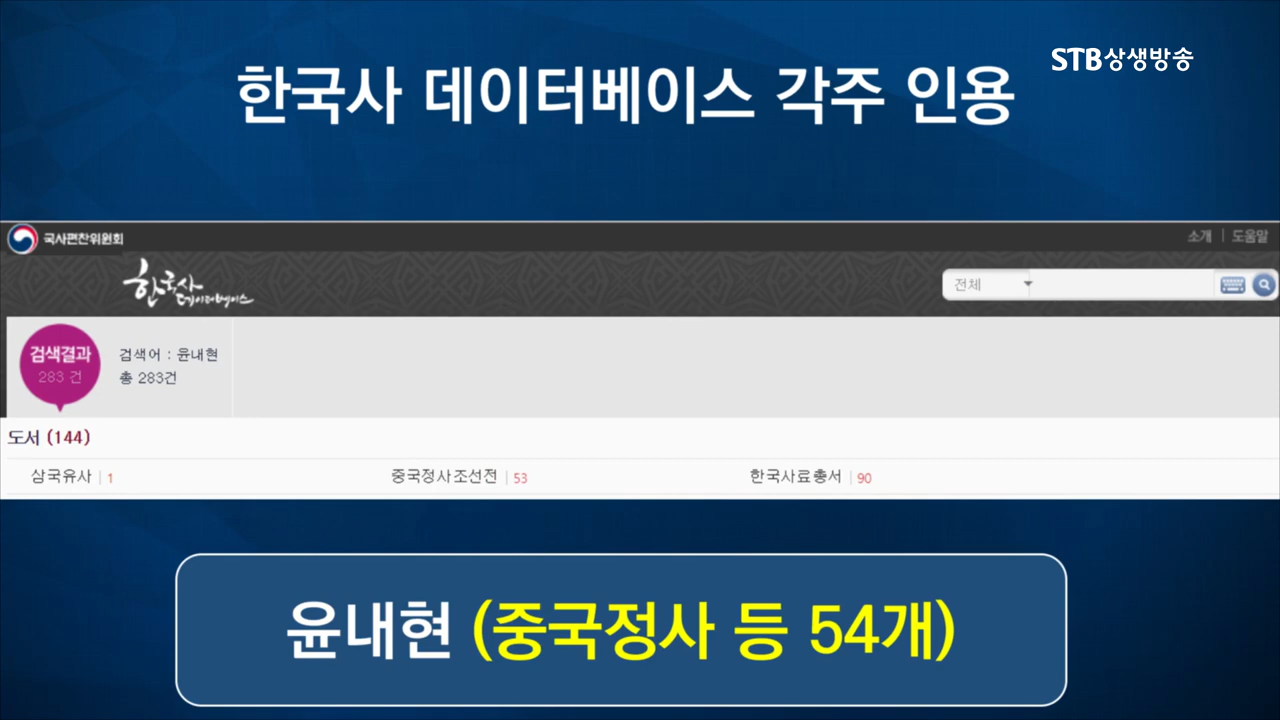 STB상생방송
한국사 데이터베이스 각주 인용
국사편찬위원회
소개 | 도움말
한국사데이터베이스
전체
검색결과
283 건
검색어 : 윤내현
총 283건
도서 (144)
삼국유사 | 1
중국정사조선전 | 53
한국사료총서 | 90
윤내현 (중국정사 등 54개)